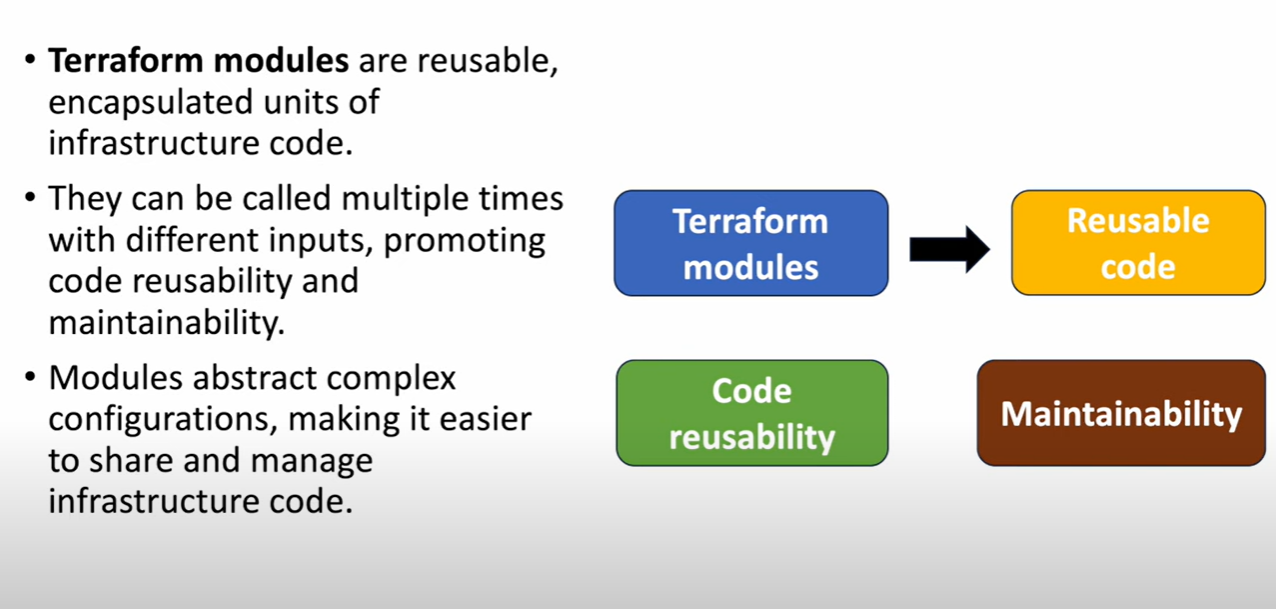 • Terraform modules are reusable,
encapsulated units of
infrastructure code.
• They can be called multiple times
with different inputs, promoting
code reusability and
maintainability.
• Modules abstract complex
configurations, making it easier
to share and manage
infrastructure code.
Terraform
modules
Reusable
code
Code
reusability
Maintainability